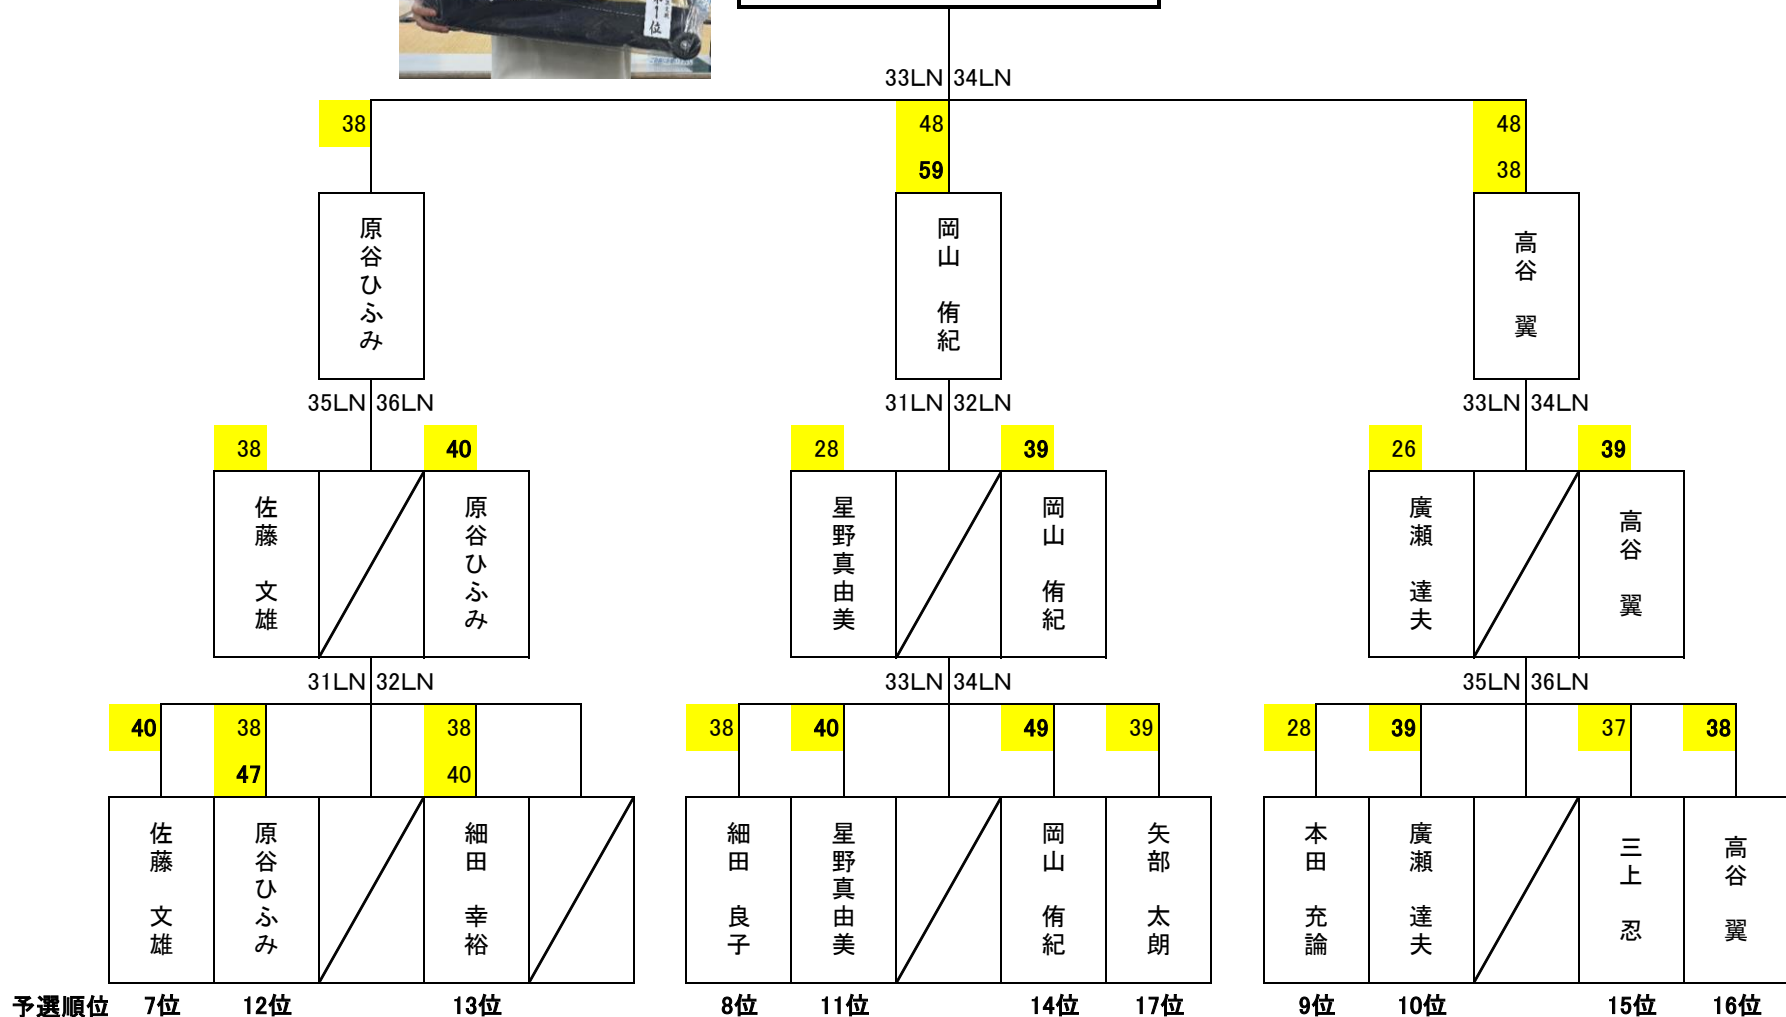 第1位
33LN 34LN
38 48 48
59 38
原谷ひふみ 岡山 侑紀 高谷 翼
35LN 36LN 31LN 32LN 33LN 34LN
38 40 28 39 26 39
佐藤 文雄 原谷ひふみ 星野真由美 岡山 侑紀 廣瀬 達夫 高谷 翼
31LN 32LN 33LN 34LN 35LN 36LN
40 38 38 38 40 49 39 28 39 37 38
47 40
佐藤 文雄 原谷ひふみ 細田 幸裕 細田 良子 星野真由美 岡山 侑紀 矢部 太朗 本田 充論 廣瀬 達夫 三上 忍 高谷 翼
予選順位 7位 12位 13位 8位 11位 14位 17位 9位 10位 15位 16位